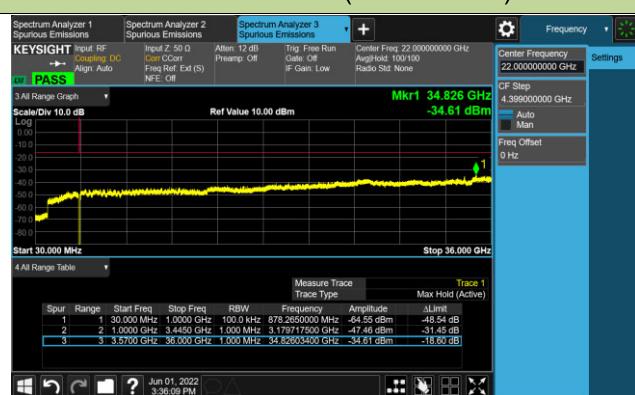 Spectrum Analyzer 1
Spurious Emissions
Spectrum Analyzer 2
Spurious Emissions
Spectrum Analyzer 3
Spurious Emissions
Frequency
KEYSIGHT
Input: RF
Coupling: DC
Align: Auto
Input Z: 50 Ω
Corr CCorr
Freq Ref: Ext (S)
NFE: Off
Atten: 12 dB
Preamp: Off
Trig: Free Run
Gate: Off
IF Gain: Low
Center Freq: 22.000000000 GHz
Avg|Hold: 100/100
Radio Std: None
PASS
Center Frequency
22.000000000 GHz
Settings
CF Step
4.399000000 GHz
Auto
Man
Freq Offset
0 Hz
3 All Range Graph
Mkr1 34.826 GHz
Scale/Div 10.0 dB
Ref Value 10.00 dBm
-34.61 dBm
Log
0.00
-10.0
-20.0
-30.0
-40.0
-50.0
-60.0
-70.0
-80.0
1
Start 30.000 MHz
Stop 36.000 GHz
4 All Range Table
Measure Trace Trace 1
Trace Type Max Hold (Active)
Spur Range Start Freq Stop Freq RBW Frequency Amplitude ΔLimit
1 1 30.000 MHz 1.0000 GHz 100.0 kHz 878.2650000 MHz -64.55 dBm -48.54 dB
2 2 1.0000 GHz 3.4450 GHz 1.000 MHz 3.179717500 GHz -47.46 dBm -31.45 dB
3 3 3.5700 GHz 36.000 GHz 1.000 MHz 34.82603400 GHz -34.61 dBm -18.60 dB
?
Jun 01, 2022
3:36:09 PM